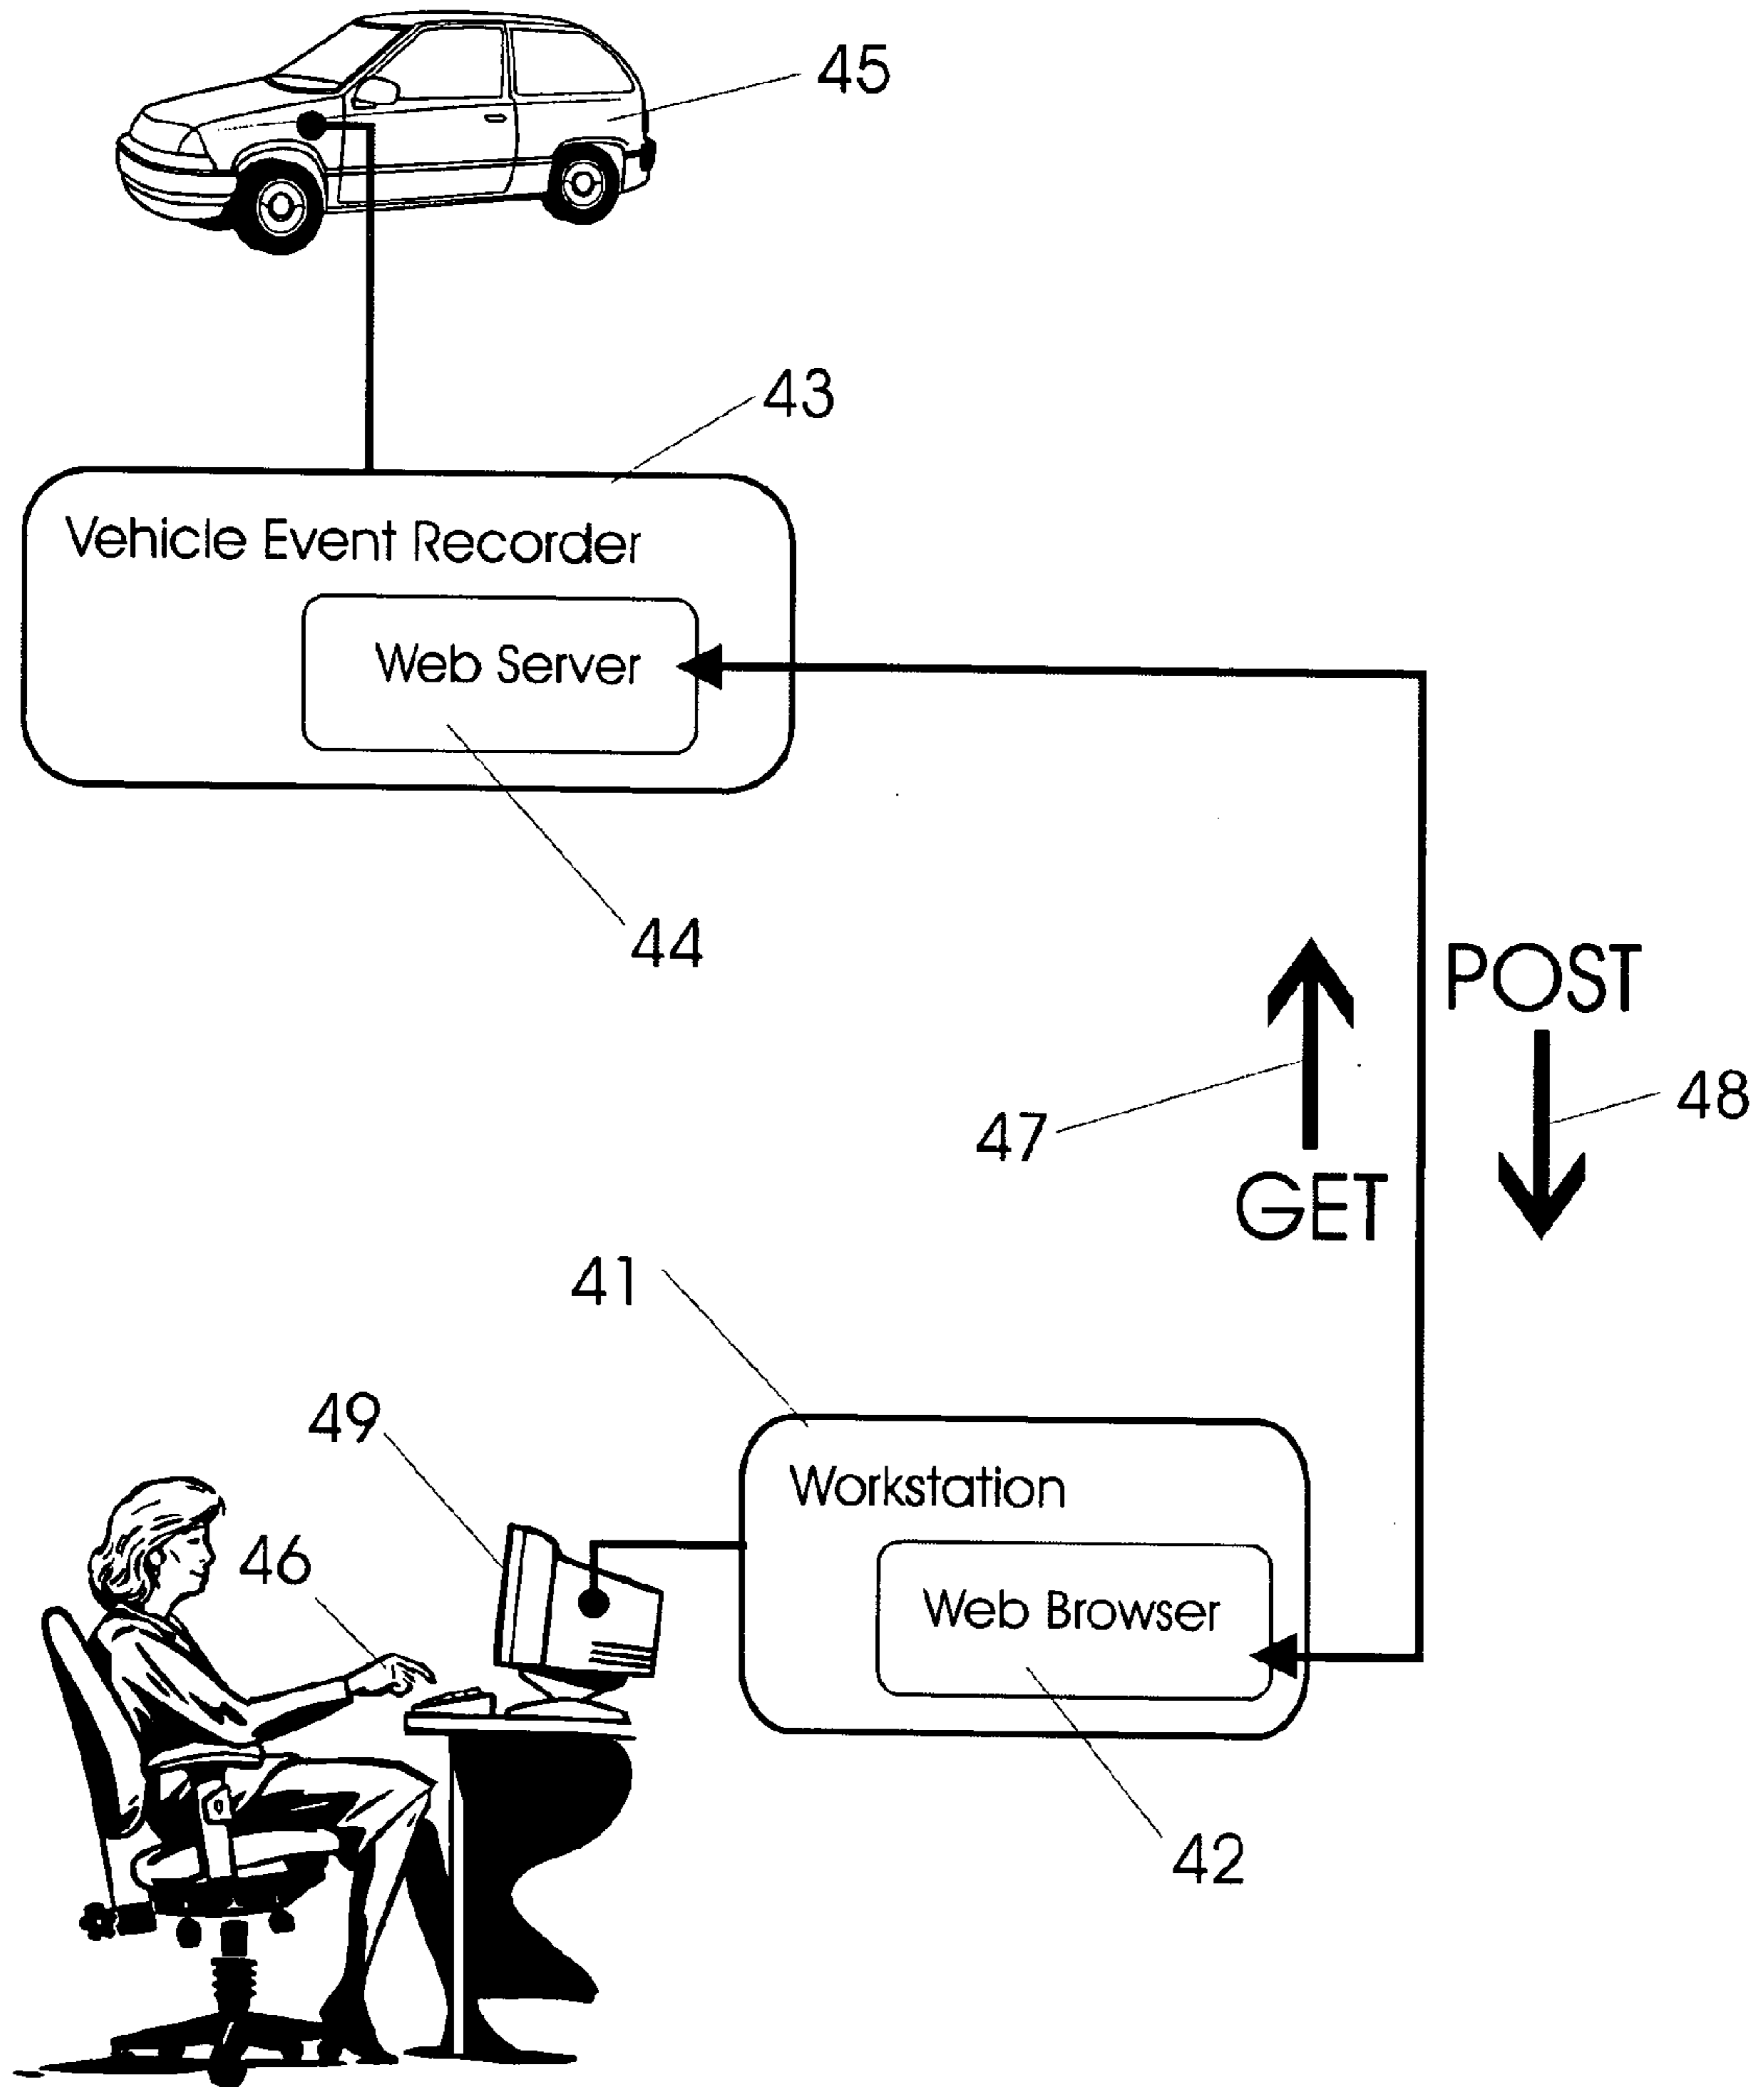 45
43
Vehicle Event Recorder
Web Server
44
POST
47
48
GET
41
49
Workstation
46
Web Browser
42